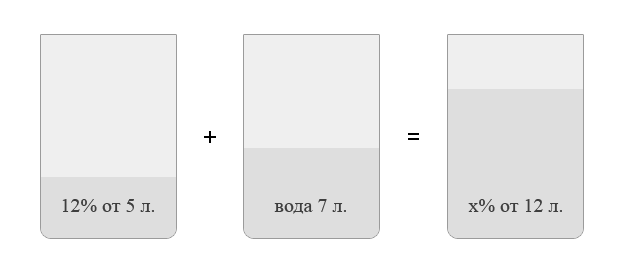 12% от 5 л. + вода 7 л. = x% от 12 л.